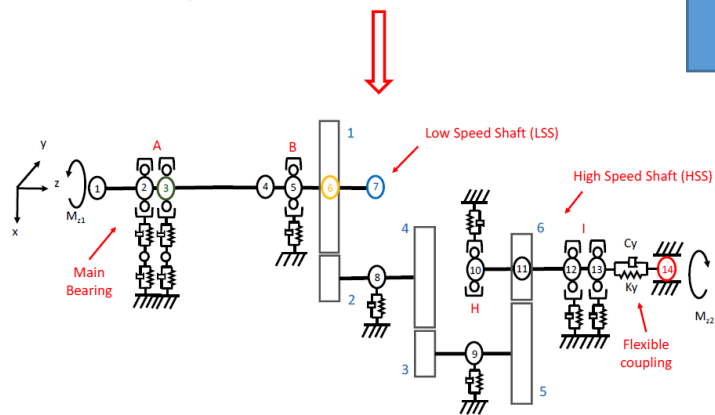 y
A
B
1
Low Speed Shaft (LSS)
z
1
2
3
4
5
6
7
High Speed Shaft (HSS)
M z1
x
4
6
I
Cy
Main
Bearing
2
8
10
11
12
13
14
H
Ky
M z2
3
9
5
Flexible
coupling